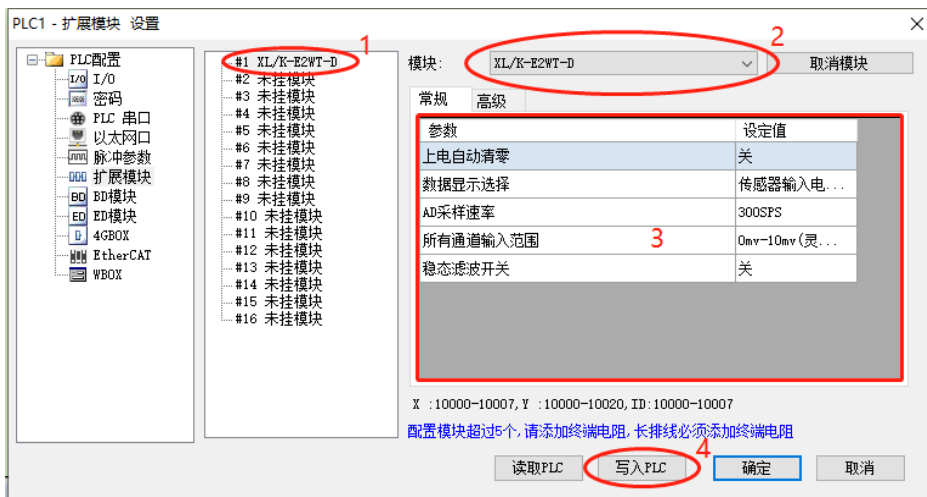 PLC1 - 扩展模块 设置
PLC配置
I/O
密码
PLC 串口
以太网口
脉冲参数
扩展模块
BD模块
ED模块
4GBOX
EtherCAT
WBOX
1
#1 XL/K-E2WT-D
#2 未挂模块
#3 未挂模块
#4 未挂模块
#5 未挂模块
#6 未挂模块
#7 未挂模块
#8 未挂模块
#9 未挂模块
#10 未挂模块
#11 未挂模块
#12 未挂模块
#13 未挂模块
#14 未挂模块
#15 未挂模块
#16 未挂模块
2
模块: XL/K-E2WT-D 取消模块
常规 高级
参数 设定值
上电自动清零 关
数据显示选择 传感器输入电...
AD采样速率 300SPS
所有通道输入范围 0mv-10mv(灵...
稳态滤波开关 关
3
X :10000-10007,Y :10000-10020,ID:10000-10007
配置模块超过5个,请添加终端电阻,长排线必须添加终端电阻
4
读取PLC 写入PLC 确定 取消